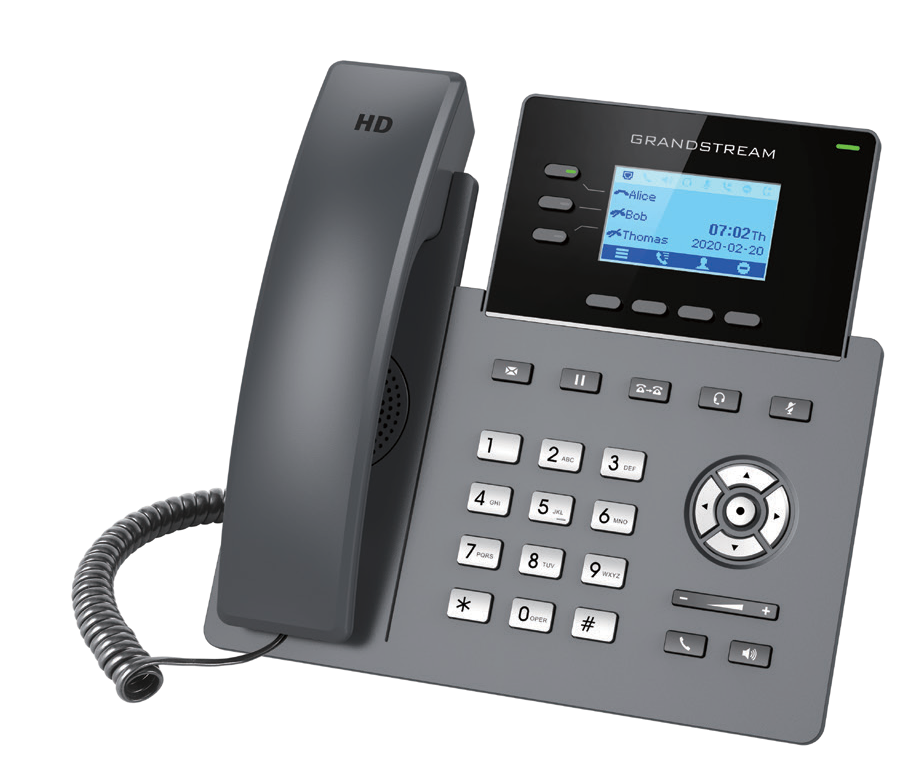 HD
GRANDSTREAM
Alice
Bob
Thomas
07:02Th
2020-02-20
1
2 ABC
3 DEF
4 GHI
5 JKL
6 MNO
7 PQRS
8 TUV
9 WXYZ
*
0 OPER
#
- +